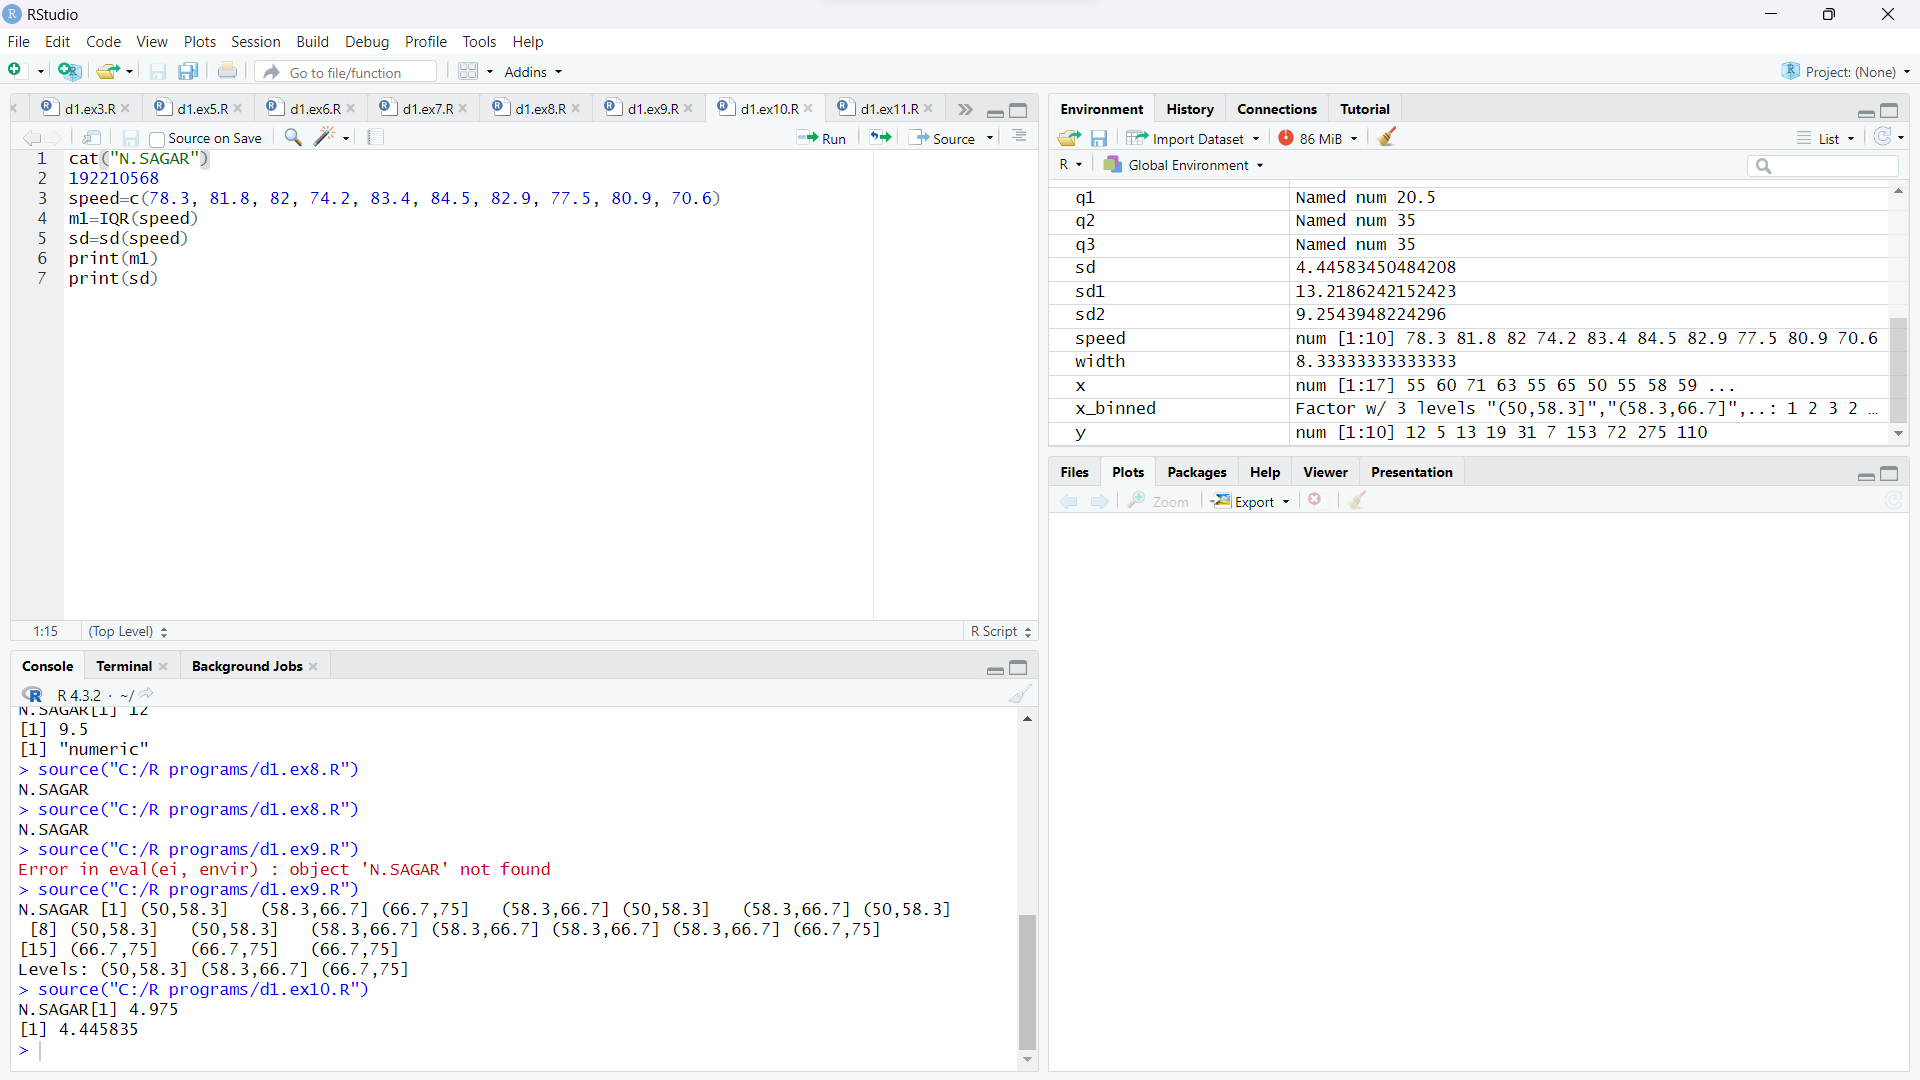 RStudio
File Edit Code View Plots Session Build Debug Profile Tools Help
Go to file/function Addins Project: (None)
d1.ex3.R d1.ex5.R d1.ex6.R d1.ex7.R d1.ex8.R d1.ex9.R d1.ex10.R d1.ex11.R
Source on Save Run Source
1 cat("N.SAGAR")
2 192210568
3 speed=c(78.3, 81.8, 82, 74.2, 83.4, 84.5, 82.9, 77.5, 80.9, 70.6)
4 m1=IQR(speed)
5 sd=sd(speed)
6 print(m1)
7 print(sd)
1:15 (Top Level) R Script
Console Terminal Background Jobs
R 4.3.2 · ~/
N.SAGAR[1] 12
[1] 9.5
[1] "numeric"
> source("C:/R programs/d1.ex8.R")
N.SAGAR
> source("C:/R programs/d1.ex8.R")
N.SAGAR
> source("C:/R programs/d1.ex9.R")
Error in eval(ei, envir) : object 'N.SAGAR' not found
> source("C:/R programs/d1.ex9.R")
N.SAGAR [1] (50,58.3] (58.3,66.7] (66.7,75] (58.3,66.7] (50,58.3] (58.3,66.7] (50,58.3]
[8] (50,58.3] (50,58.3] (58.3,66.7] (58.3,66.7] (58.3,66.7] (58.3,66.7] (66.7,75]
[15] (66.7,75] (66.7,75] (66.7,75]
Levels: (50,58.3] (58.3,66.7] (66.7,75]
> source("C:/R programs/d1.ex10.R")
N.SAGAR[1] 4.975
[1] 4.445835
>
Environment History Connections Tutorial
Import Dataset 86 MiB List
R Global Environment
q1 Named num 20.5
q2 Named num 35
q3 Named num 35
sd 4.44583450484208
sd1 13.2186242152423
sd2 9.2543948224296
speed num [1:10] 78.3 81.8 82 74.2 83.4 84.5 82.9 77.5 80.9 70.6
width 8.33333333333333
x num [1:17] 55 60 71 63 55 65 50 55 58 59 ...
x_binned Factor w/ 3 levels "(50,58.3]","(58.3,66.7]",..: 1 2 3 2 …
y num [1:10] 12 5 13 19 31 7 153 72 275 110
Files Plots Packages Help Viewer Presentation
Zoom Export